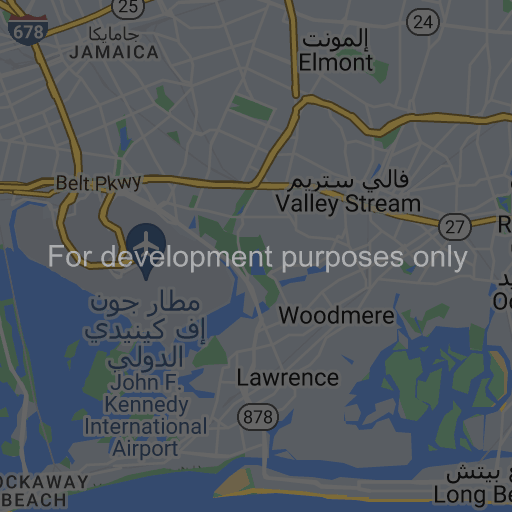 25
24
678
جامايكا
JAMAICA
إلمونت
Elmont
Belt Pkwy
فالي ستريم
Valley Stream
27
R
For development purposes only
مطار جون
إف كينيدي
الدولي
John F.
Kennedy
International
Airport
Woodmere
Lawrence
878
OCKAWAY
BEACH
بيتش
Long Be